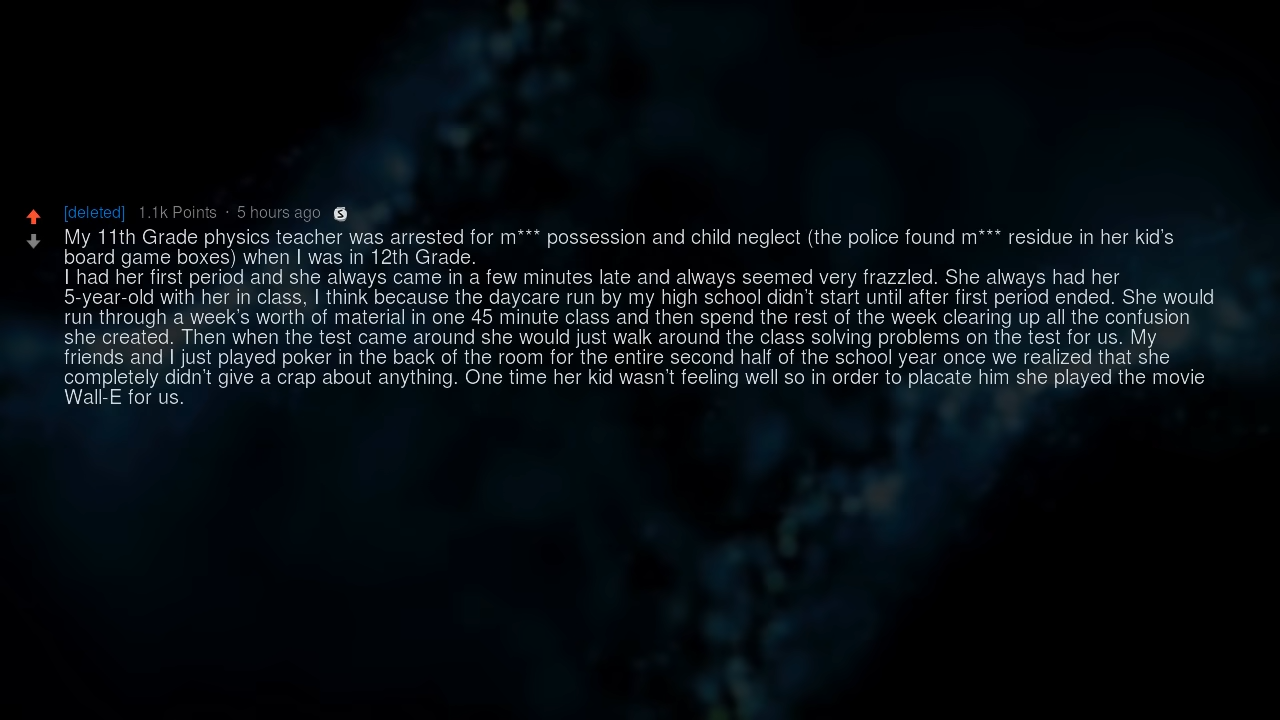 [deleted] 1.1k Points · 5 hours ago
My 11th Grade physics teacher was arrested for m*** possession and child neglect (the police found m*** residue in her kid's
board game boxes) when I was in 12th Grade.
I had her first period and she always came in a few minutes late and always seemed very frazzled. She always had her
5-year-old with her in class, I think because the daycare run by my high school didn't start until after first period ended. She would
run through a week's worth of material in one 45 minute class and then spend the rest of the week clearing up all the confusion
she created. Then when the test came around she would just walk around the class solving problems on the test for us. My
friends and I just played poker in the back of the room for the entire second half of the school year once we realized that she
completely didn't give a crap about anything. One time her kid wasn't feeling well so in order to placate him she played the movie
Wall-E for us.